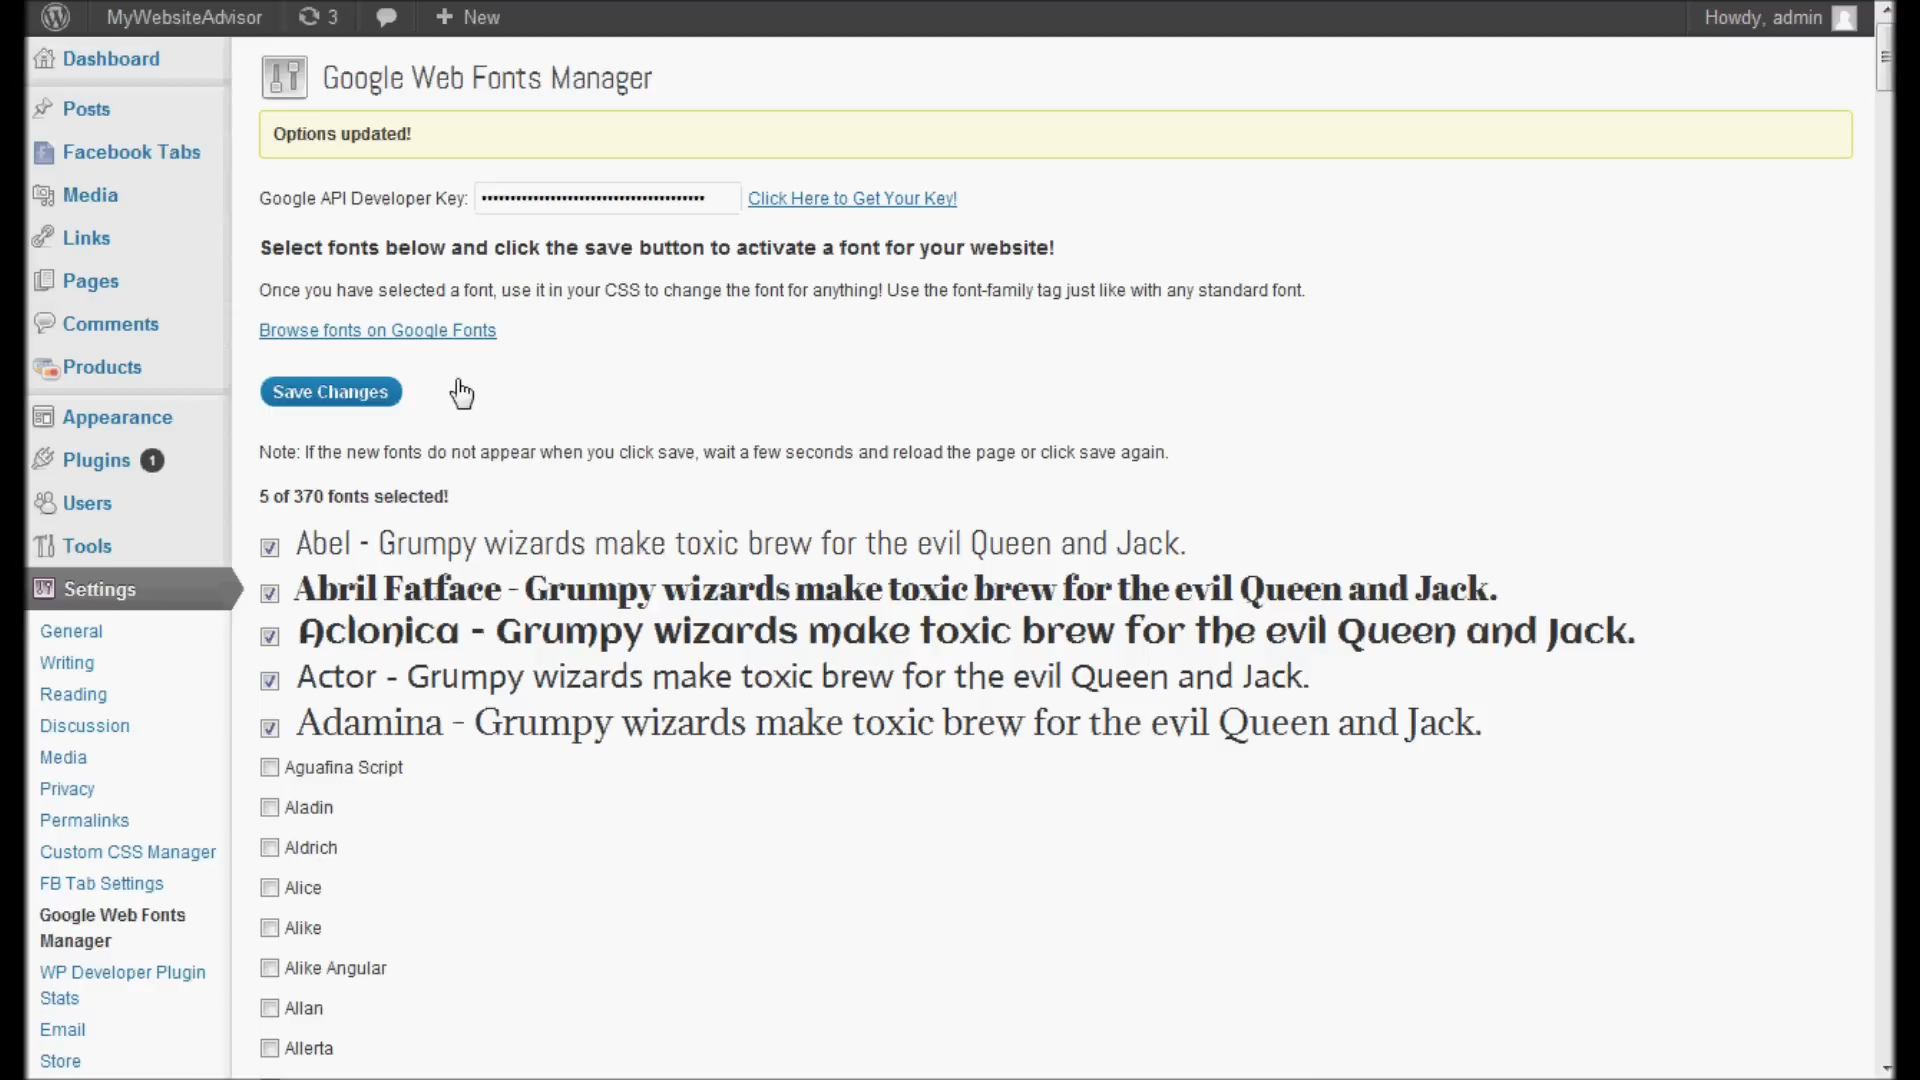 MyWebsiteAdvisor 3 New Howdy, admin
Dashboard
Posts
Facebook Tabs
Media
Links
Pages
Comments
Products
Appearance
Plugins 1
Users
Tools
Settings
General
Writing
Reading
Discussion
Media
Privacy
Permalinks
Custom CSS Manager
FB Tab Settings
Google Web Fonts
Manager
WP Developer Plugin
Stats
Email
Store
Google Web Fonts Manager
Options updated!
Google API Developer Key: Click Here to Get Your Key!
Select fonts below and click the save button to activate a font for your website!
Once you have selected a font, use it in your CSS to change the font for anything! Use the font-family tag just like with any standard font.
Browse fonts on Google Fonts
Save Changes
Note: If the new fonts do not appear when you click save, wait a few seconds and reload the page or click save again.
5 of 370 fonts selected!
Abel - Grumpy wizards make toxic brew for the evil Queen and Jack.
Abril Fatface - Grumpy wizards make toxic brew for the evil Queen and Jack.
Aclonica - Grumpy wizards make toxic brew for the evil Queen and Jack.
Actor - Grumpy wizards make toxic brew for the evil Queen and Jack.
Adamina - Grumpy wizards make toxic brew for the evil Queen and Jack.
Aguafina Script
Aladin
Aldrich
Alice
Alike
Alike Angular
Allan
Allerta